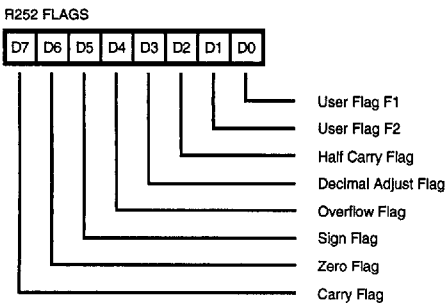 R252 FLAGS
D7 D6 D5 D4 D3 D2 D1 D0
User Flag F1
User Flag F2
Half Carry Flag
Decimal Adjust Flag
Overflow Flag
Sign Flag
Zero Flag
Carry Flag